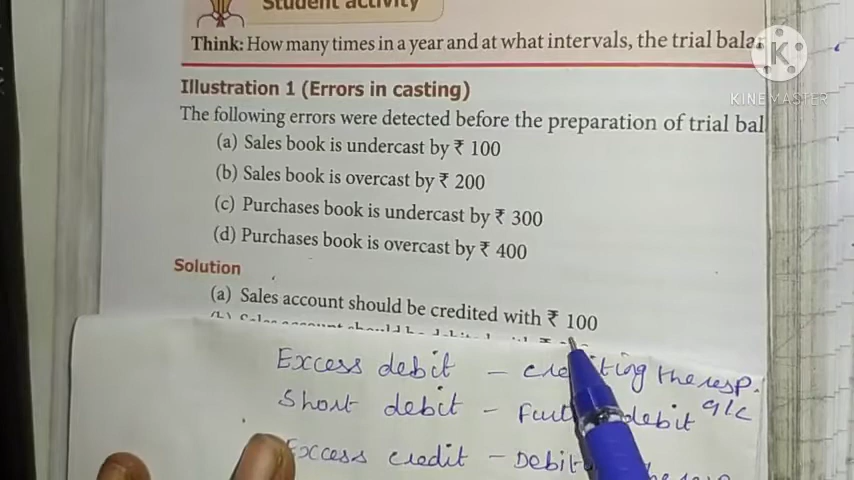 Student activity
Think: How many times in a year and at what intervals, the trial
KINEMASTER
Illustration 1 (Errors in casting)
The following errors were detected before the preparation of trial bal
(a) Sales book is undercast by ₹ 100
(b) Sales book is overcast by ₹ 200
(c) Purchases book is undercast by ₹ 300
(d) Purchases book is overcast by ₹ 400
Solution
(a) Sales account should be credited with ₹ 100
Excess debit - crediting the resp. a/c
Short debit - debit
Excess credit -